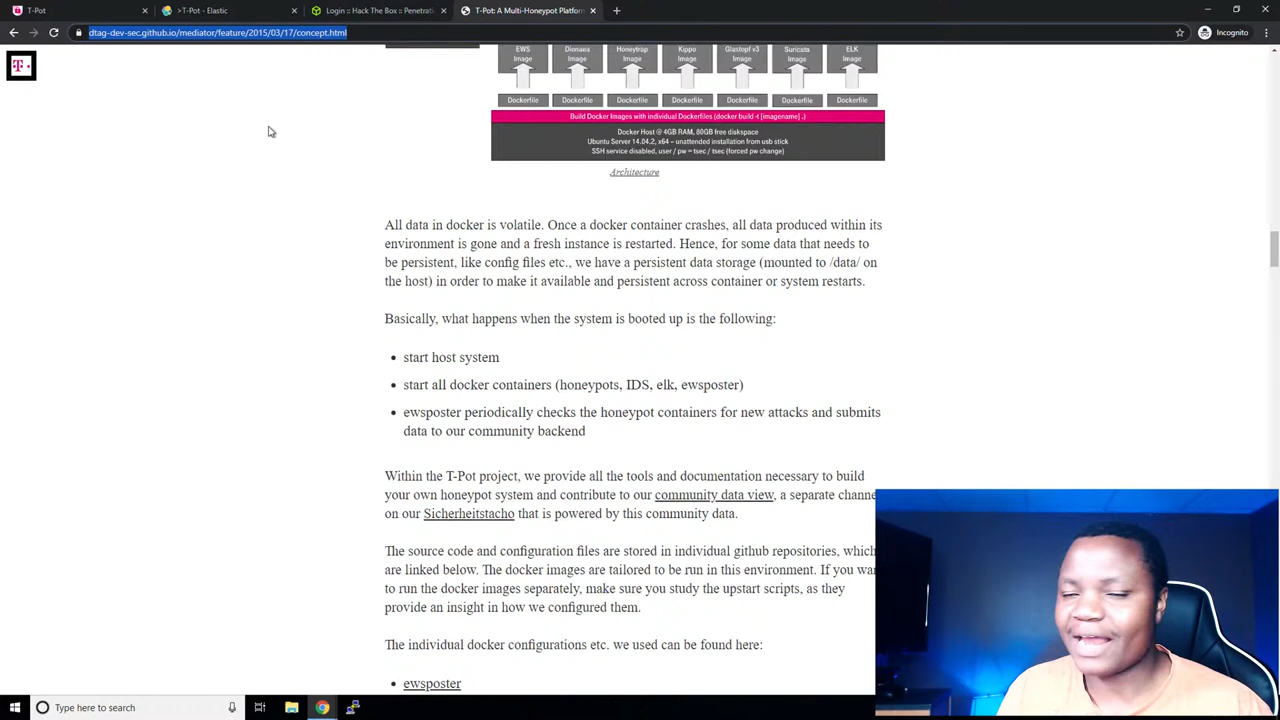 T-Pot
>T-Pot - Elastic
Login :: Hack The Box :: Penetrati
T-Pot: A Multi-Honeypot Platform
dtag-dev-sec.github.io/mediator/feature/2015/03/17/concept.html
Incognito
T
EWS Image
Dionaea Image
Honeytrap Image
Kippo Image
Glastopf v3 Image
Suricata Image
ELK Image
Dockerfile Dockerfile Dockerfile Dockerfile Dockerfile Dockerfile Dockerfile
Build Docker Images with individual Dockerfiles (docker build -t [imagename] .)
Docker Host @ 4GB RAM, 80GB free diskspace
Ubuntu Server 14.04.2, x64 – unattended installation from usb stick
SSH service disabled, user / pw = tsec / tsec (forced pw change)
Architecture
All data in docker is volatile. Once a docker container crashes, all data produced within its
environment is gone and a fresh instance is restarted. Hence, for some data that needs to
be persistent, like config files etc., we have a persistent data storage (mounted to /data/ on
the host) in order to make it available and persistent across container or system restarts.
Basically, what happens when the system is booted up is the following:
• start host system
• start all docker containers (honeypots, IDS, elk, ewsposter)
• ewsposter periodically checks the honeypot containers for new attacks and submits
data to our community backend
Within the T-Pot project, we provide all the tools and documentation necessary to build
your own honeypot system and contribute to our community data view, a separate channe
on our Sicherheitstacho that is powered by this community data.
The source code and configuration files are stored in individual github repositories, which
are linked below. The docker images are tailored to be run in this environment. If you wan
to run the docker images separately, make sure you study the upstart scripts, as they
provide an insight in how we configured them.
The individual docker configurations etc. we used can be found here:
• ewsposter
Type here to search